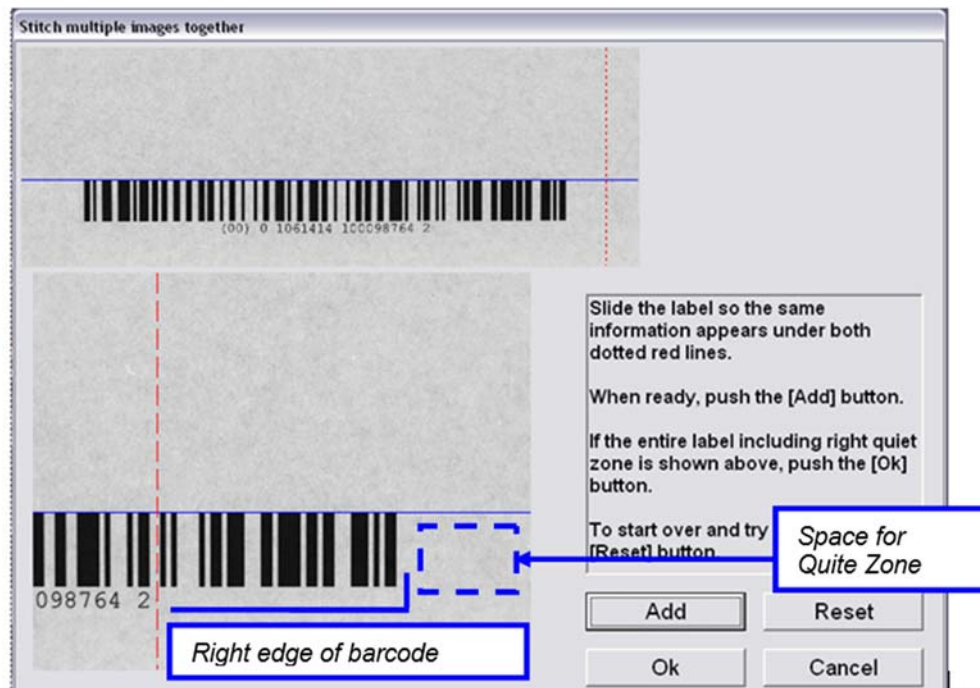 Stitch multiple images together
(00) 0 1061414 100098764 2
Slide the label so the same
information appears under both
dotted red lines.
When ready, push the [Add] button.
If the entire label including right quiet
zone is shown above, push the [Ok]
button.
To start over and try
[Reset] button.
Space for
Quite Zone
098764 2
Right edge of barcode
Add
Reset
Ok
Cancel